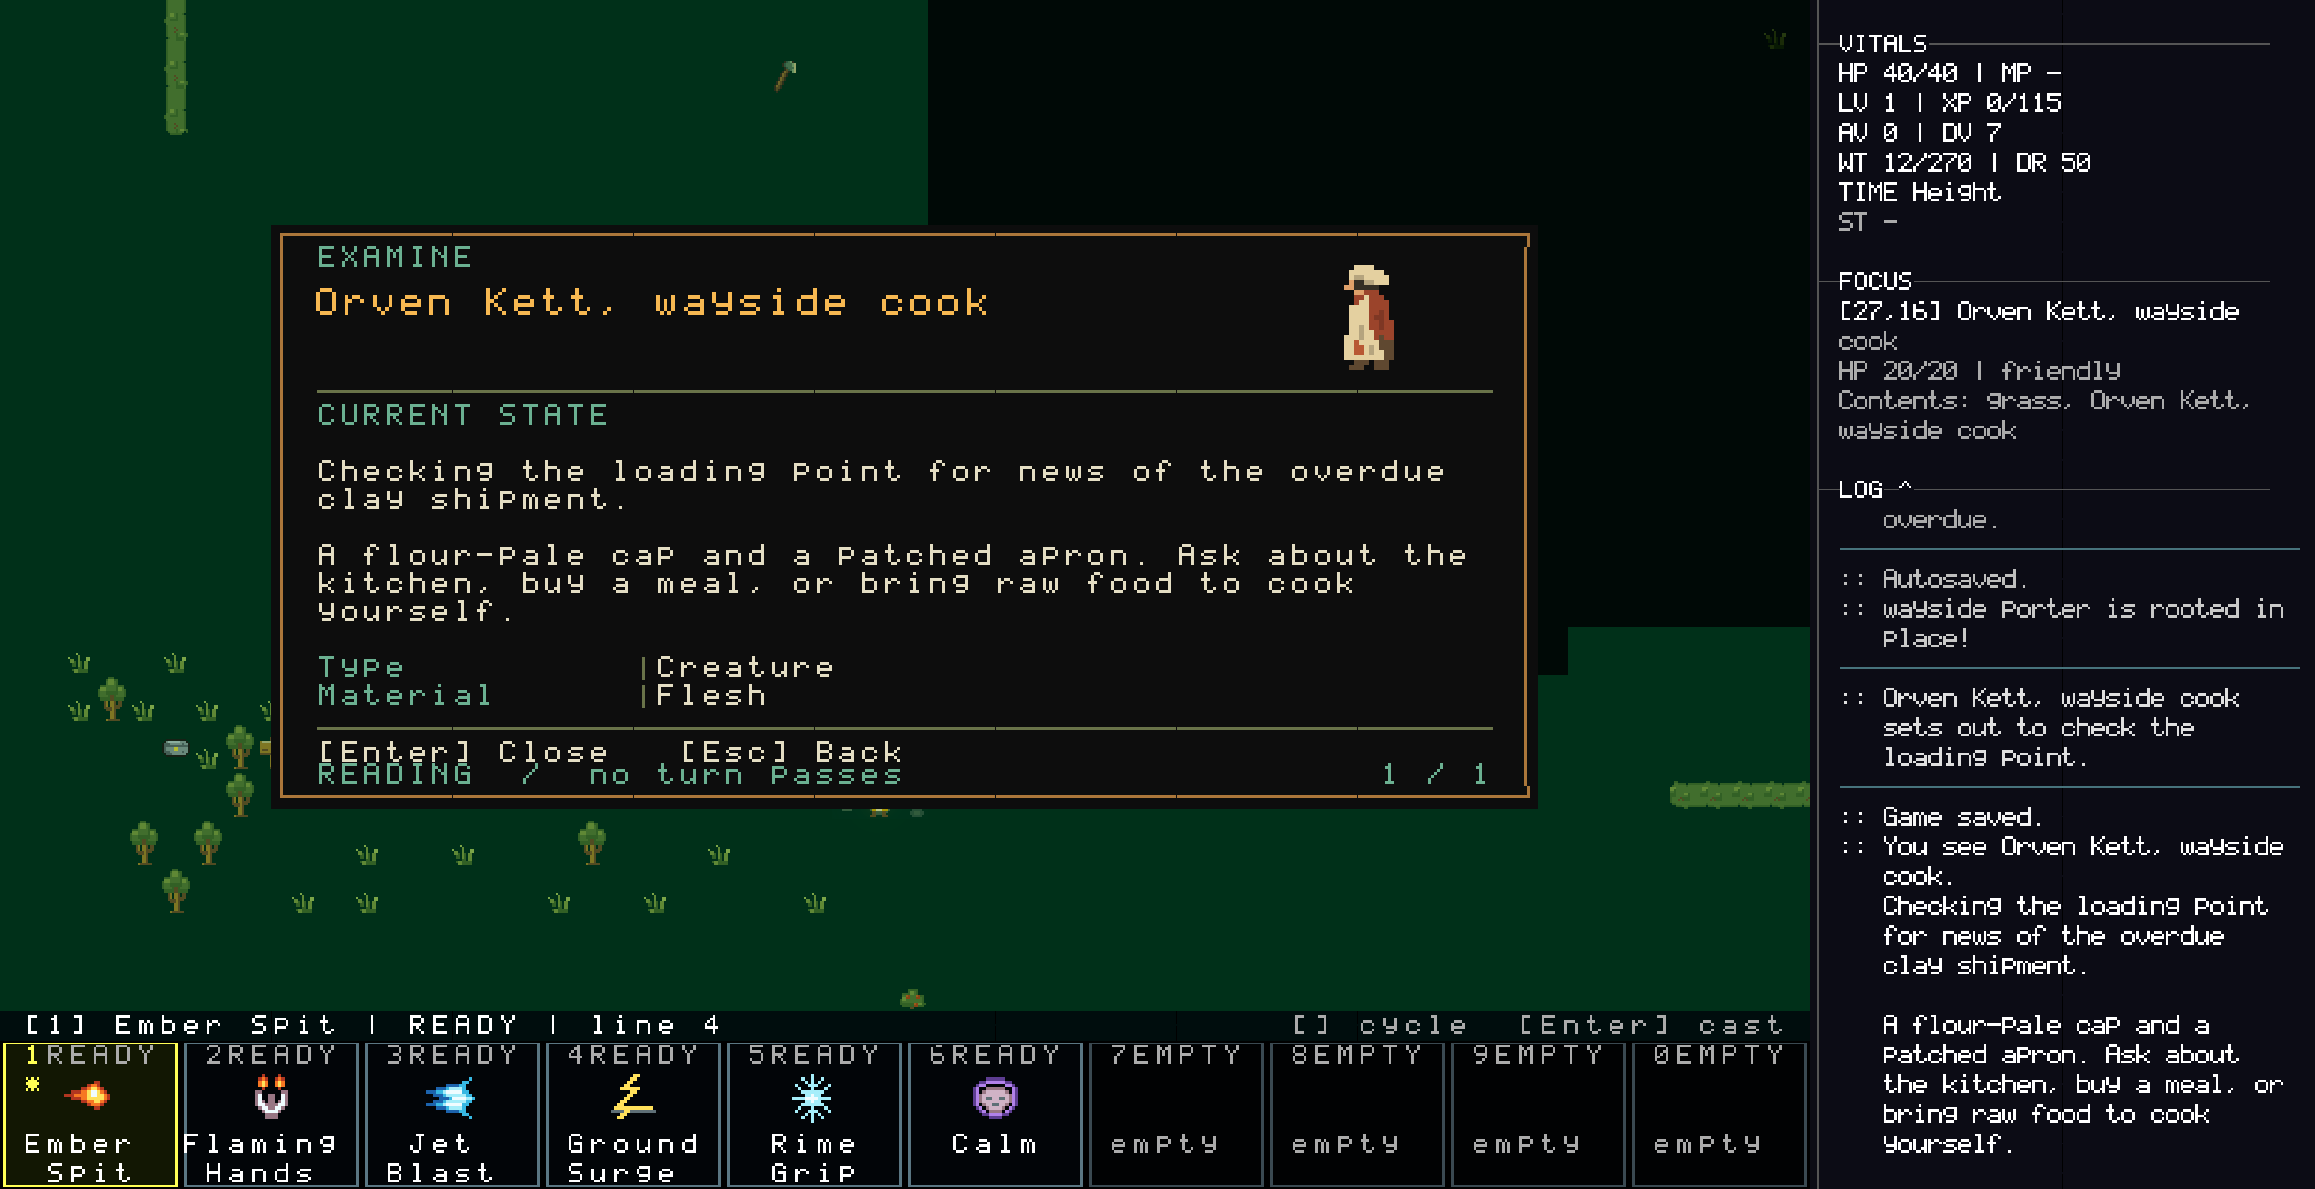 EXAMINE
Orven Kett, wayside cook
CURRENT STATE
Checking the loading point for news of the overdue
clay shipment.
A flour-pale cap and a patched apron. Ask about the
kitchen, buy a meal, or bring raw food to cook
yourself.
Type |Creature
Material |Flesh
[Enter] Close [Esc] Back
READING / no turn passes 1 / 1
[1] Ember Spit | READY | line 4 [] cycle [Enter] cast
1READY 2READY 3READY 4READY 5READY 6READY 7EMPTY 8EMPTY 9EMPTY 0EMPTY
Ember Flaming Jet Ground Rime Calm empty empty empty empty
Spit Hands Blast Surge Grip
VITALS
HP 40/40 | MP -
LV 1 | XP 0/115
AV 0 | DV 7
WT 12/270 | DR 50
TIME Height
ST -
FOCUS
[27,16] Orven Kett, wayside
cook
HP 20/20 | friendly
Contents: grass, Orven Kett,
wayside cook
LOG ^
overdue.
:: Autosaved.
:: wayside porter is rooted in
place!
:: Orven Kett, wayside cook
sets out to check the
loading point.
:: Game saved.
:: You see Orven Kett, wayside
cook.
Checking the loading point
for news of the overdue
clay shipment.
A flour-pale cap and a
patched apron. Ask about
the kitchen, buy a meal, or
bring raw food to cook
yourself.